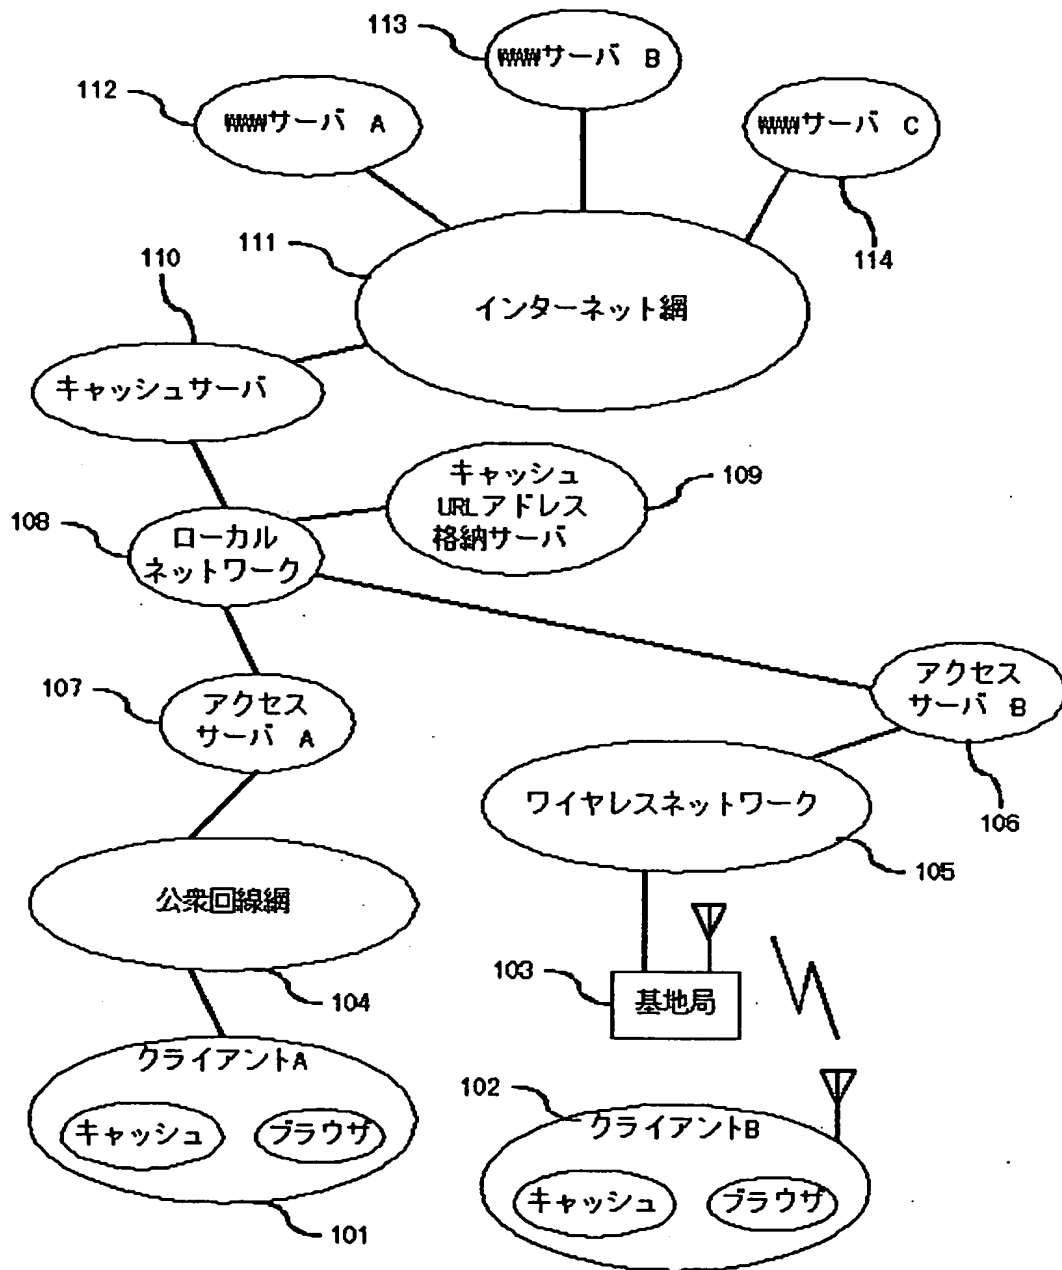 113
WWWサーバ B
112
WWWサーバ A
WWWサーバ C
114
111
110
インターネット網
キャッシュサーバ
キャッシュ
URLアドレス
格納サーバ
109
108
ローカル
ネットワーク
107
アクセス
サーバ A
アクセス
サーバ B
106
ワイヤレスネットワーク
105
公衆回線網
104
103
基地局
クライアントA
キャッシュ
ブラウザ
101
102
クライアントB
キャッシュ
ブラウザ